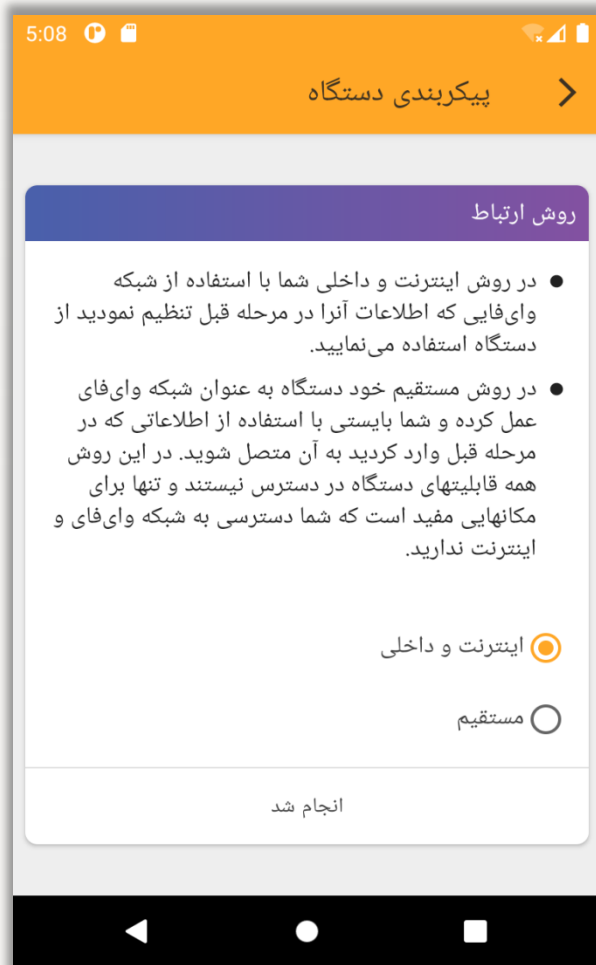 5:08
پیکربندی دستگاه
روش ارتباط
● در روش اینترنت و داخلی شما با استفاده از شبکه
وای‌فایی که اطلاعات آنرا در مرحله قبل تنظیم نمودید از
دستگاه استفاده می‌نمایید.
● در روش مستقیم خود دستگاه به عنوان شبکه وای‌فای
عمل کرده و شما بایستی با استفاده از اطلاعاتی که در
مرحله قبل وارد کردید به آن متصل شوید. در این روش
همه قابلیتهای دستگاه در دسترس نیستند و تنها برای
مکانهایی مفید است که شما دسترسی به شبکه وای‌فای و
اینترنت ندارید.
اینترنت و داخلی
مستقیم
انجام شد